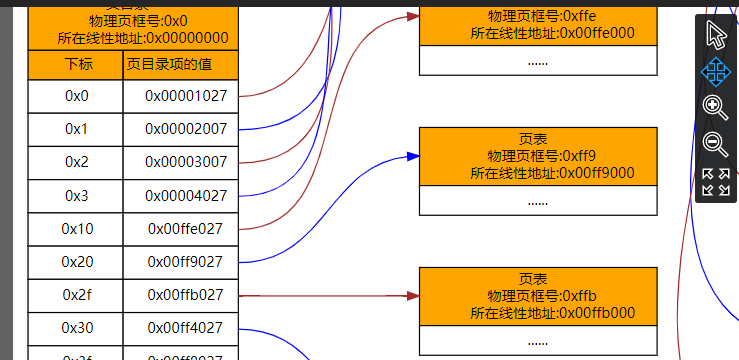 页目录
物理页框号:0x0
所在线性地址:0x00000000
下标 页目录项的值
0x0 0x00001027
0x1 0x00002007
0x2 0x00003007
0x3 0x00004027
0x10 0x00ffe027
0x20 0x00ff9027
0x2f 0x00ffb027
0x30 0x00ff4027
物理页框号:0xffe
所在线性地址:0x00ffe000
......
页表
物理页框号:0xff9
所在线性地址:0x00ff9000
......
页表
物理页框号:0xffb
所在线性地址:0x00ffb000
......